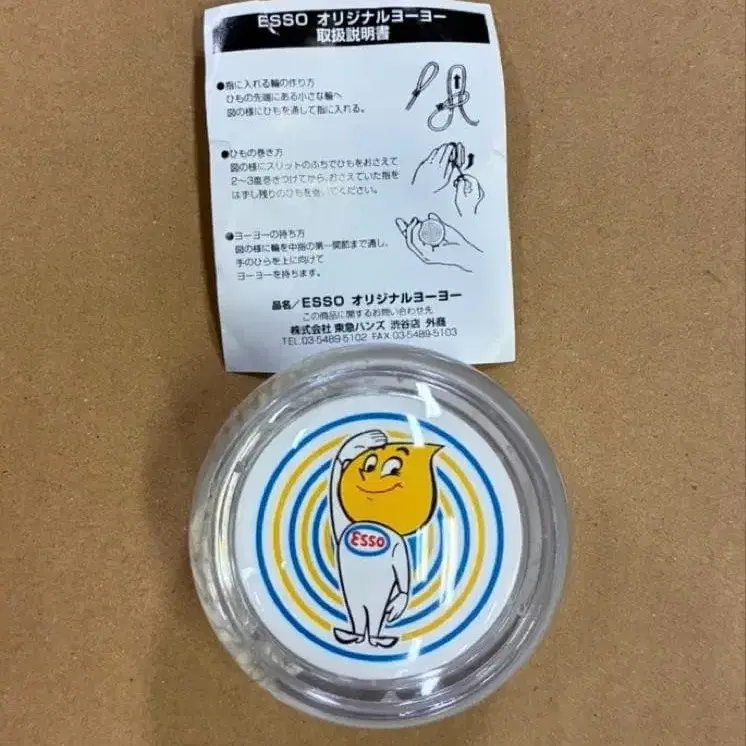 ESSO オリジナルヨーヨー
取扱説明書
●指に入れる輪の作り方
ひもの先端にある小さな輪へ
図の様にひもを通して指に入れる。
●ひもの巻き方
図の様にスリットのふちでひもをおさえて
2〜3重巻きつけてから、おさえていた指を
はずし残りのひもを巻いてください。
●ヨーヨーの持ち方
図の様に輪を中指の第一関節まで通し、
手のひらを上に向けて
ヨーヨーを持ちます。
品名/ESSO オリジナルヨーヨー
この商品に関するお問い合わせ先
株式会社 東急ハンズ 渋谷店 外商
TEL.03-5489-5102 FAX.03-5489-5103
ESSO